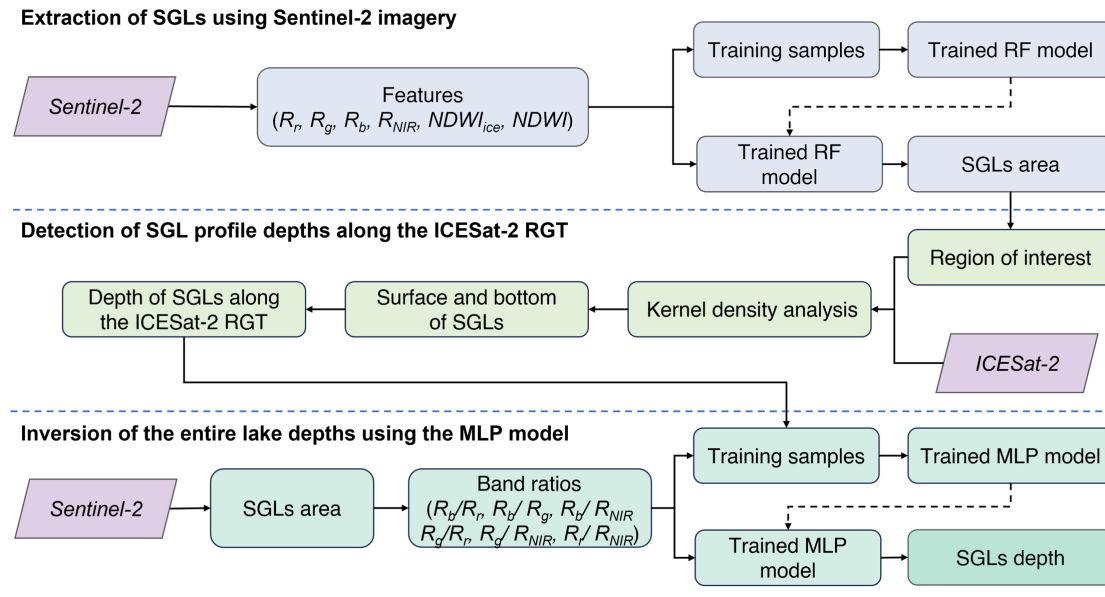 Extraction of SGLs using Sentinel-2 imagery
Sentinel-2
Features
(Rr, Rg, Rb, RNIR, NDWIice, NDWI)
Training samples
Trained RF model
Trained RF
model
SGLs area
Detection of SGL profile depths along the ICESat-2 RGT
Region of interest
ICESat-2
Kernel density analysis
Surface and bottom
of SGLs
Depth of SGLs along
the ICESat-2 RGT
Inversion of the entire lake depths using the MLP model
Sentinel-2
SGLs area
Band ratios
(Rb/Rr, Rb/Rg, Rb/RNIR
Rg/Rr, Rg/RNIR, Rr/RNIR)
Training samples
Trained MLP model
Trained MLP
model
SGLs depth